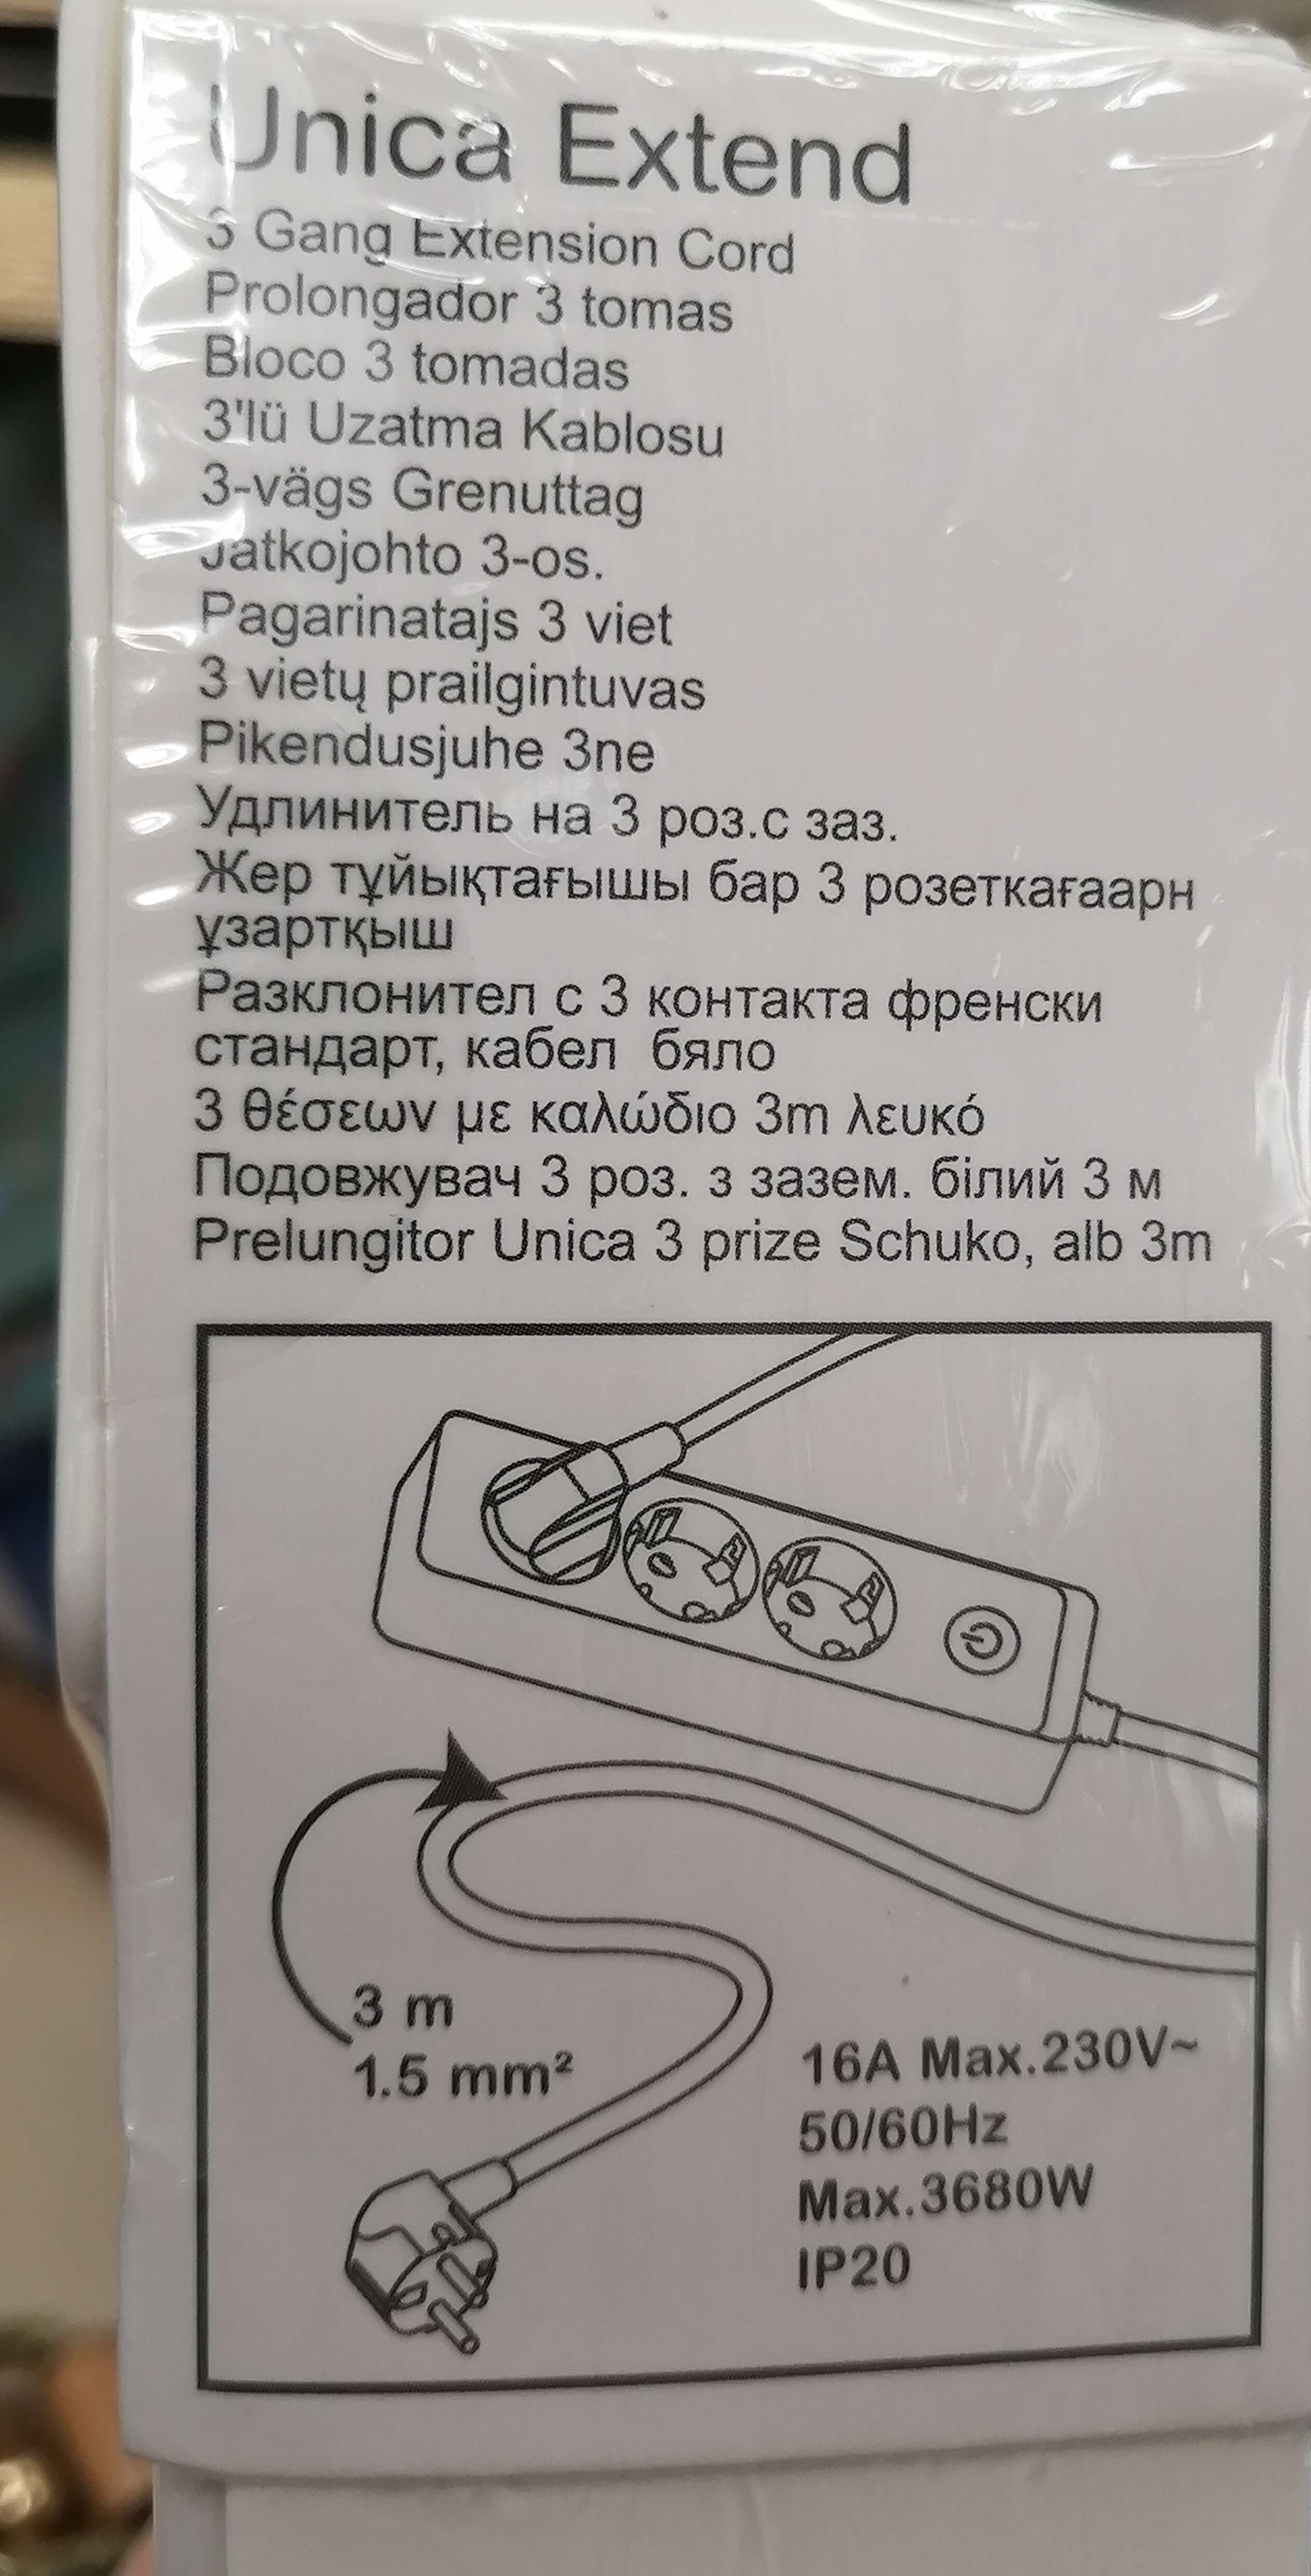 Unica Extend
3 Gang Extension Cord
Prolongador 3 tomas
Bloco 3 tomadas
3'lü Uzatma Kablosu
3-vägs Grenuttag
Jatkojohto 3-os.
Pagarinatajs 3 viet
3 vietų prailgintuvas
Pikendusjuhe 3ne
Удлинитель на 3 роз.с заз.
Жер тұйықтағышы бар 3 розеткағаарн
ұзартқыш
Разклонител с 3 контакта френски
стандарт, кабел бяло
3 θέσεων με καλώδιο 3m λευκό
Подовжувач 3 роз. з зазем. білий 3 м
Prelungitor Unica 3 prize Schuko, alb 3m
3 m
1.5 mm²
16A Max.230V~
50/60Hz
Max.3680W
IP20